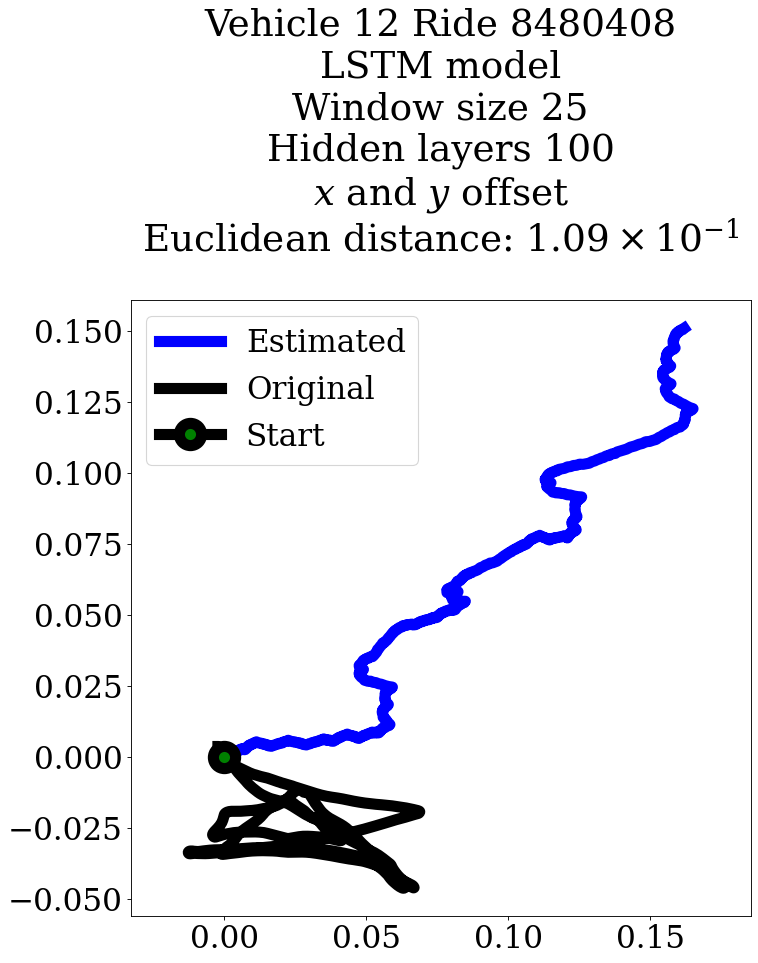 Vehicle 12 Ride 8480408
LSTM model
Window size 25
Hidden layers 100
x and y offset
Euclidean distance: 1.09 × 10⁻¹
Estimated
Original
Start
0.150
0.125
0.100
0.075
0.050
0.025
0.000
−0.025
−0.050
0.00 0.05 0.10 0.15